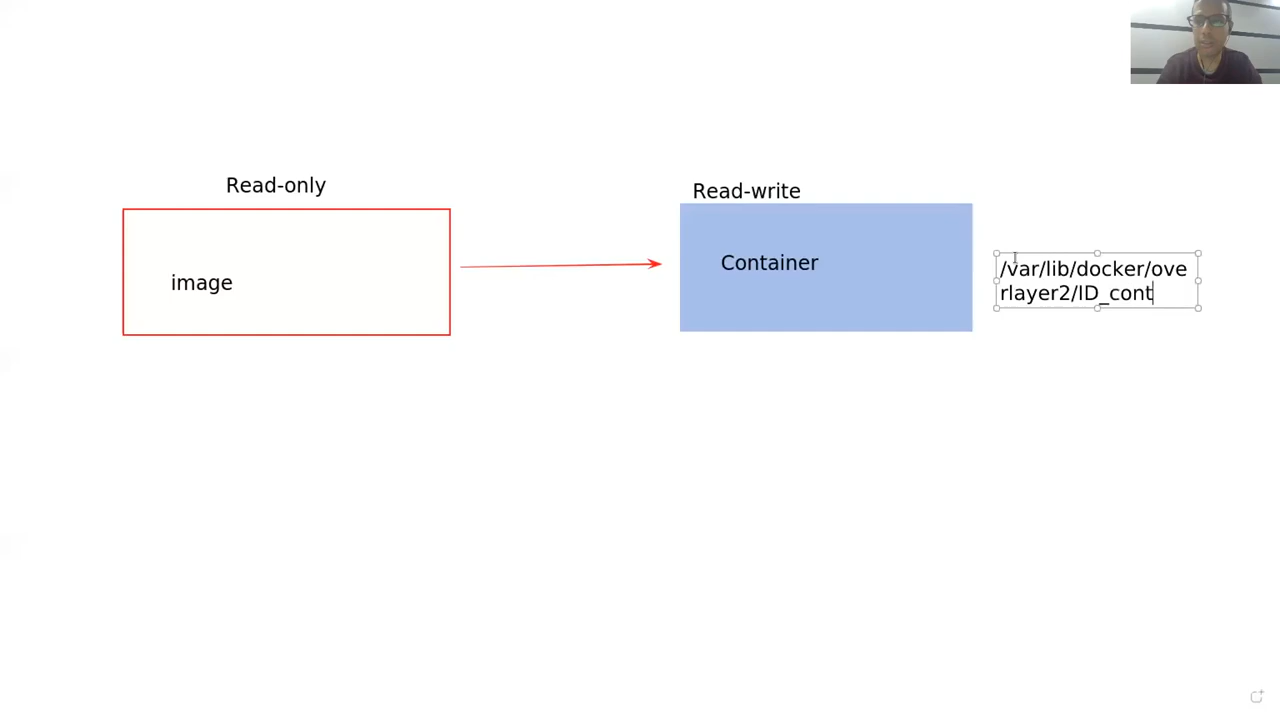 Read-only
Read-write
image
Container
/var/lib/docker/ove
rlayer2/ID_cont